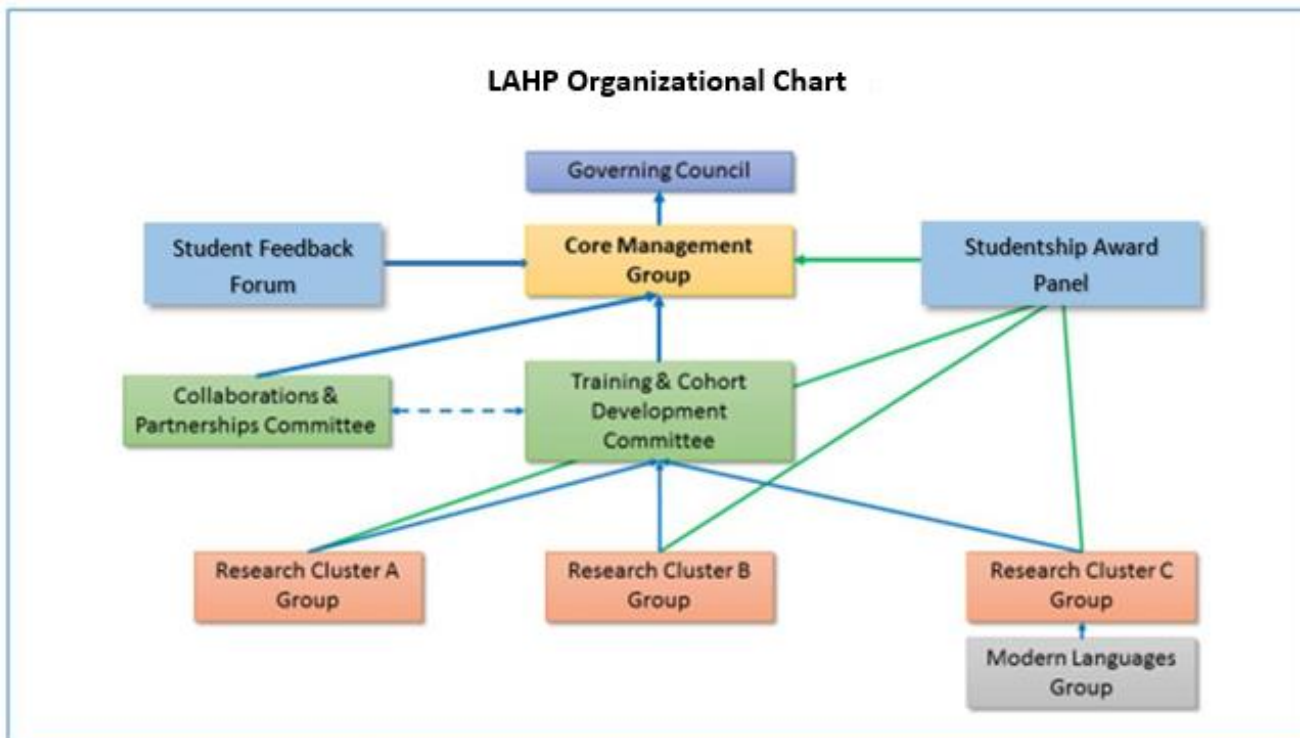 LAHP Organizational Chart
Governing Council
Student Feedback
Forum
Core Management
Group
Studentship Award
Panel
Collaborations &
Partnerships Committee
Training & Cohort
Development
Committee
Research Cluster A
Group
Research Cluster B
Group
Research Cluster C
Group
Modern Languages
Group